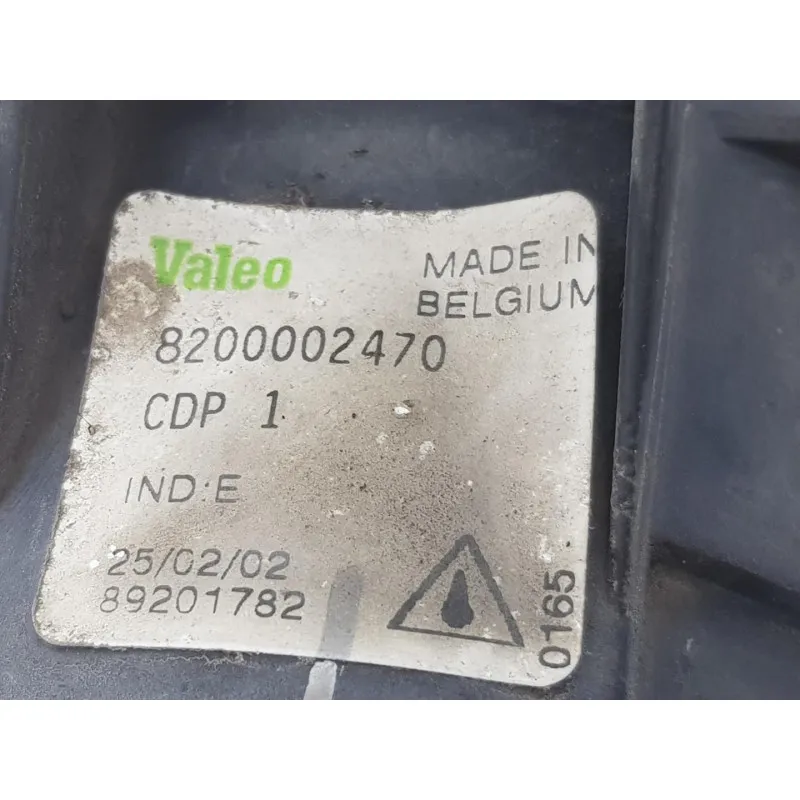 Valeo
MADE IN
BELGIUM
8200002470
CDP 1
IND:E
25/02/02
89201782
0165